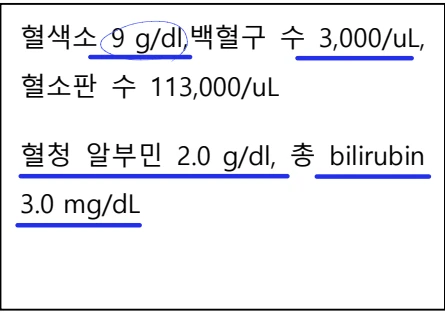 혈색소 9 g/dl,백혈구 수 3,000/uL,
혈소판 수 113,000/uL
혈청 알부민 2.0 g/dl, 총 bilirubin
3.0 mg/dL